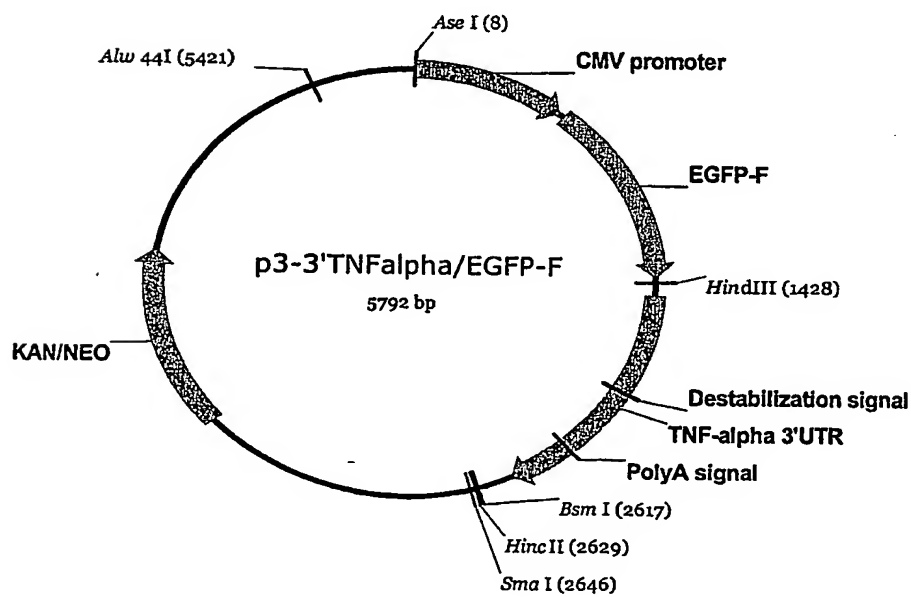 Ase I (8)
Alw 44I (5421)
CMV promoter
EGFP-F
p3-3'TNFalpha/EGFP-F
5792 bp
HindIII (1428)
KAN/NEO
Destabilization signal
TNF-alpha 3'UTR
PolyA signal
Bsm I (2617)
HincII (2629)
Sma I (2646)